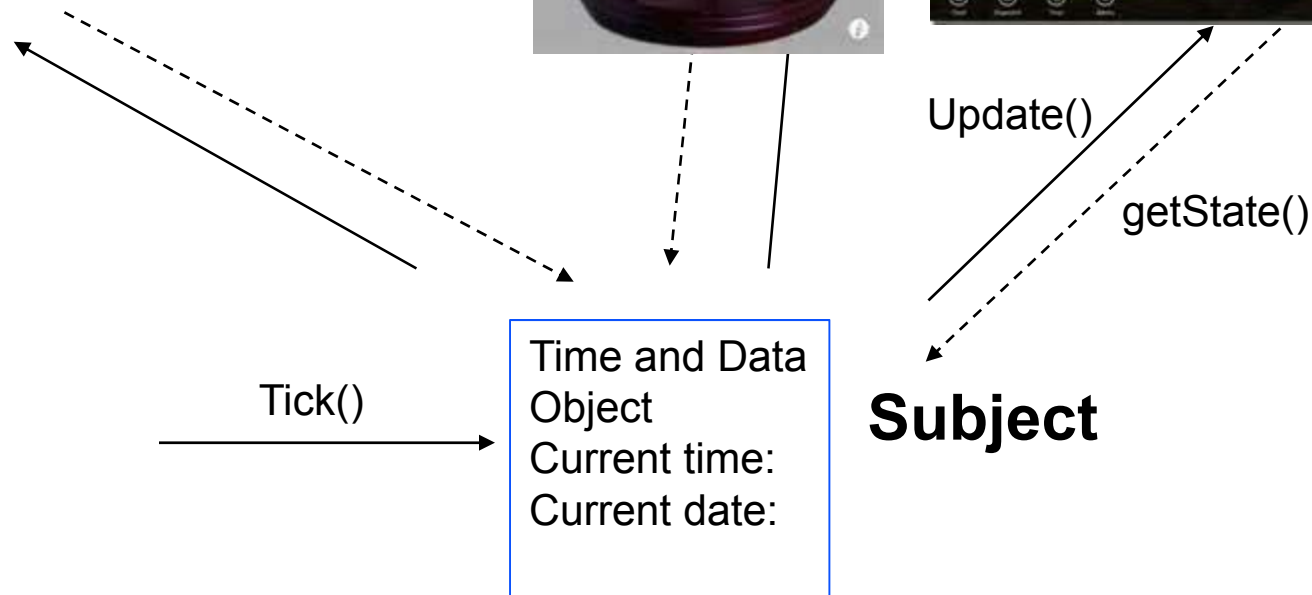 Update()
getState()
Tick()
Time and Data
Object
Current time:
Current date:
Subject